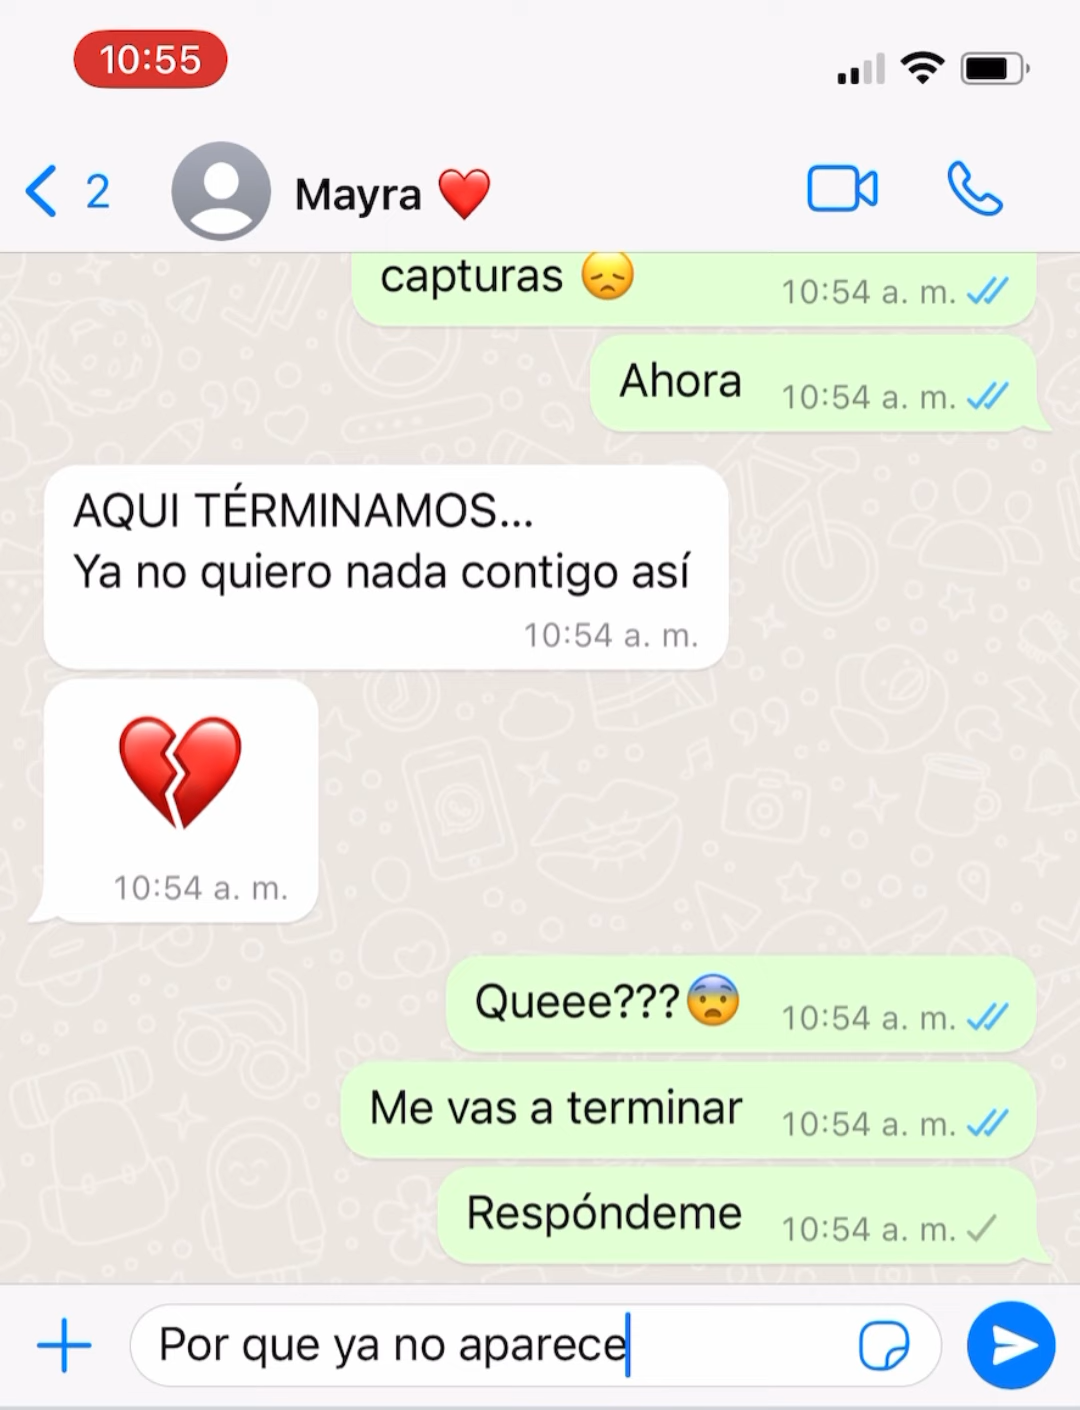 10:55
2
Mayra ❤️
capturas 😞 10:54 a. m.
Ahora 10:54 a. m.
AQUI TÉRMINAMOS...
Ya no quiero nada contigo así
10:54 a. m.
💔
10:54 a. m.
Queee???😨 10:54 a. m.
Me vas a terminar 10:54 a. m.
Respóndeme 10:54 a. m.
Por que ya no aparece